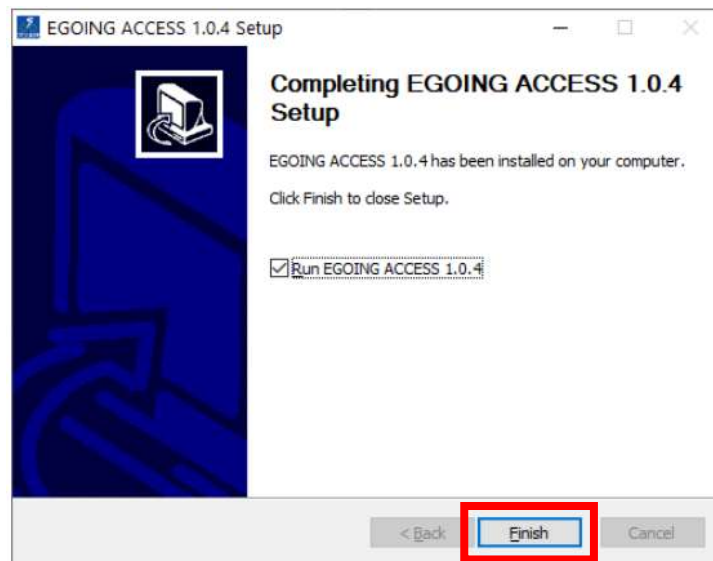 EGOING ACCESS 1.0.4 Setup
Completing EGOING ACCESS 1.0.4
Setup
EGOING ACCESS 1.0.4 has been installed on your computer.
Click Finish to close Setup.
Run EGOING ACCESS 1.0.4
< Back Finish Cancel